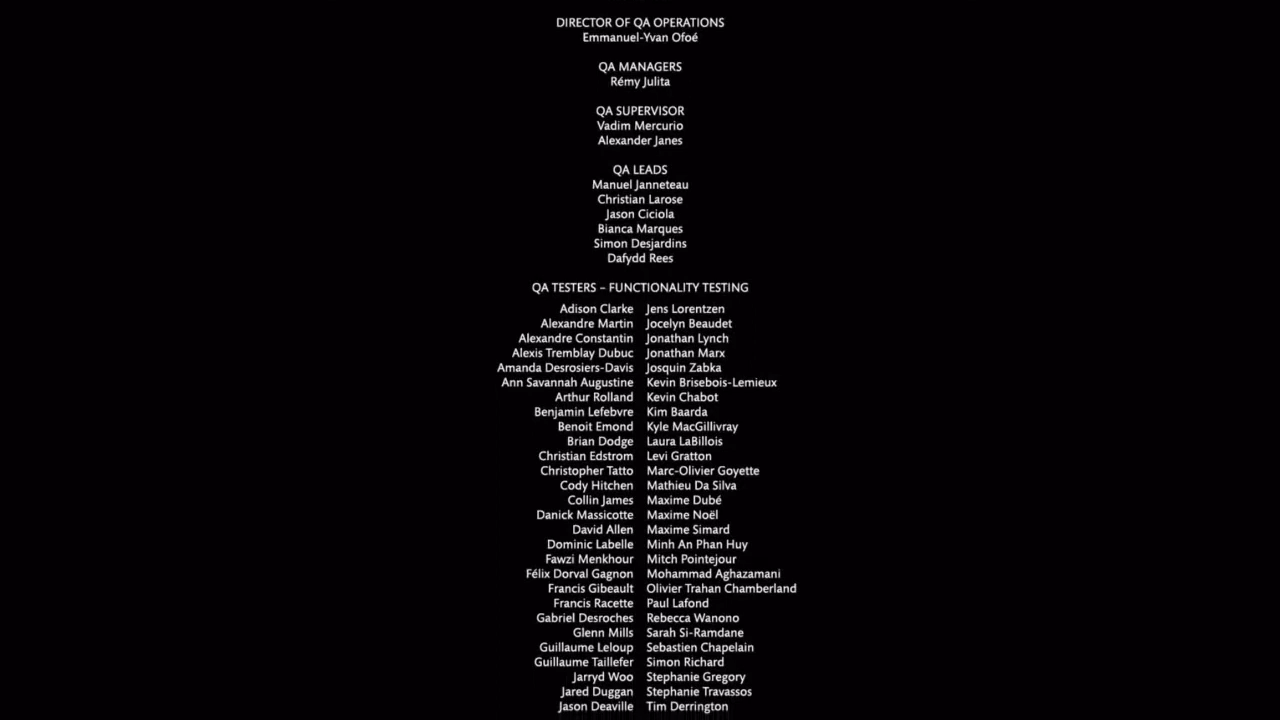 DIRECTOR OF QA OPERATIONS
Emmanuel-Yvan Ofoé
QA MANAGERS
Rémy Julita
QA SUPERVISOR
Vadim Mercurio
Alexander Janes
QA LEADS
Manuel Janneteau
Christian Larose
Jason Ciciola
Bianca Marques
Simon Desjardins
Dafydd Rees
QA TESTERS – FUNCTIONALITY TESTING
Adison Clarke Jens Lorentzen
Alexandre Martin Jocelyn Beaudet
Alexandre Constantin Jonathan Lynch
Alexis Tremblay Dubuc Jonathan Marx
Amanda Desrosiers-Davis Josquin Zabka
Ann Savannah Augustine Kevin Brisebois-Lemieux
Arthur Rolland Kevin Chabot
Benjamin Lefebvre Kim Baarda
Benoit Emond Kyle MacGillivray
Brian Dodge Laura LaBillois
Christian Edstrom Levi Gratton
Christopher Tatto Marc-Olivier Goyette
Cody Hitchen Mathieu Da Silva
Collin James Maxime Dubé
Danick Massicotte Maxime Noël
David Allen Maxime Simard
Dominic Labelle Minh An Phan Huy
Fawzi Menkhour Mitch Pointejour
Félix Dorval Gagnon Mohammad Aghazamani
Francis Gibeault Olivier Trahan Chamberland
Francis Racette Paul Lafond
Gabriel Desroches Rebecca Wanono
Glenn Mills Sarah Si-Ramdane
Guillaume Leloup Sebastien Chapelain
Guillaume Taillefer Simon Richard
Jarryd Woo Stephanie Gregory
Jared Duggan Stephanie Travassos
Jason Deaville Tim Derrington